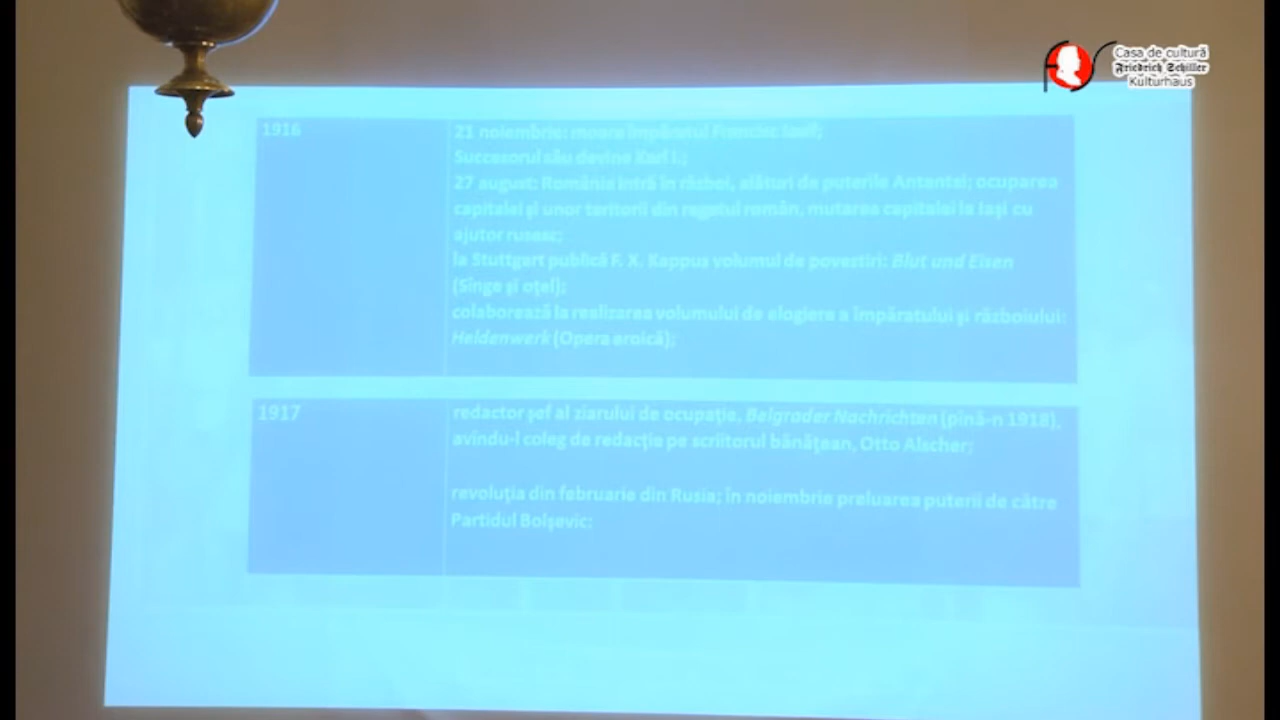 Casa de cultură
Friedrich Schiller
Kulturhaus
1916
21 noiembrie: moare împăratul Francisc Iosif;
Succesorul său devine Karl I.;
27 august: România intră în război, alături de puterile Antantei; ocuparea
capitalei și unor teritorii din regatul român, mutarea capitalei la Iași cu
ajutor rusesc;
la Stuttgart publică F. X. Kappus volumul de povestiri: Blut und Eisen
(Sînge și oțel);
colaborează la realizarea volumului de elogiere a împăratului și războiului:
Heldenwerk (Opera eroică);
1917
redactor șef al ziarului de ocupație, Belgrader Nachrichten (pînă-n 1918),
avîndu-l coleg de redacție pe scriitorul bănățean, Otto Alscher;
revoluția din februarie din Rusia; în noiembrie preluarea puterii de către
Partidul Bolșevic;